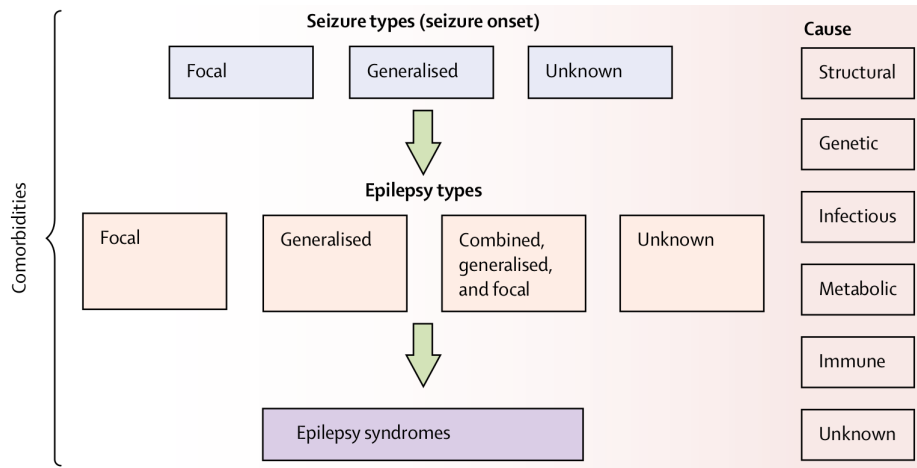 Seizure types (seizure onset)
Cause
Focal
Generalised
Unknown
Structural
Genetic
Epilepsy types
Comorbidities
Focal
Generalised
Combined,
generalised,
and focal
Unknown
Infectious
Metabolic
Immune
Epilepsy syndromes
Unknown